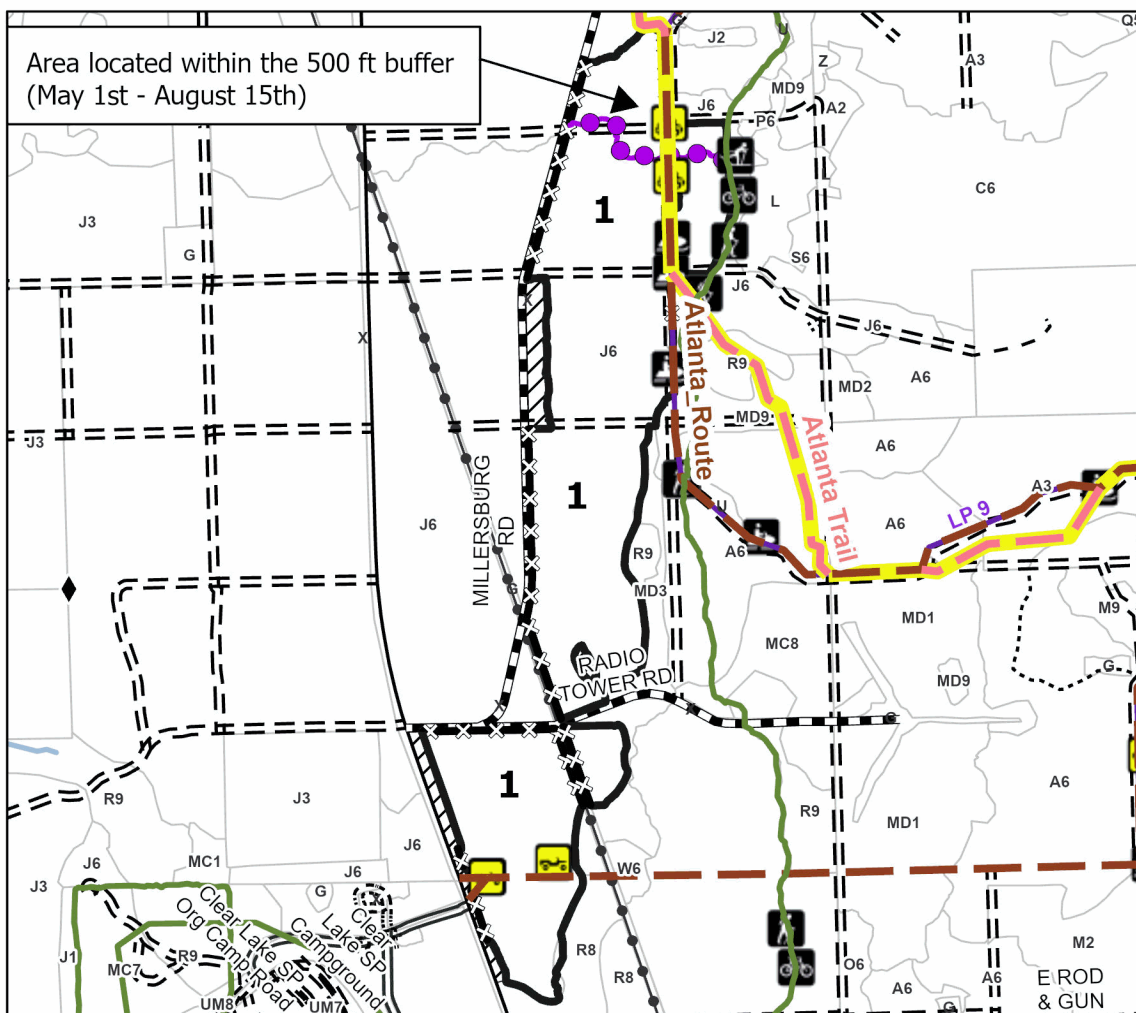 Area located within the 500 ft buffer
(May 1st - August 15th)
J2
U
Z
A3
MD9
J6
P6
A2
J3
1
L
C6
G
S6
J6
J6
X
J6
R9
MD2
A6
Atlanta_Route
MD9
J3
Atlanta Trail
A6
MILLERSBURG
RD
1
J6
U
A3
LP 9
A6
R9
A6
G
MD3
MD1
M9
MC8
RADIO
TOWER RD
G
MD9
G
1
J3
R9
R9
A6
MD1
J6
J6
MC1
J6
W6
J3
G
Clear Lake SP
Org Camp Road
Clear
Lake SP
Campground
J1
R9
MC7
R8
M2
R8
O6
A6
A6
UM8
UM7
G
E ROD
& GUN